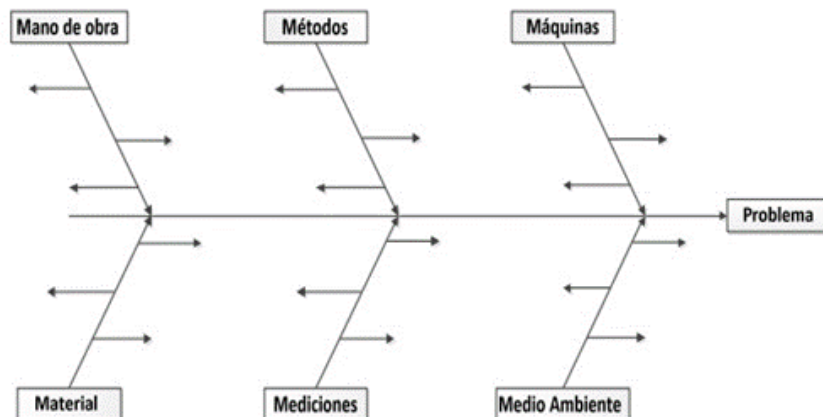 Mano de obra
Métodos
Máquinas
Problema
Material
Mediciones
Medio Ambiente